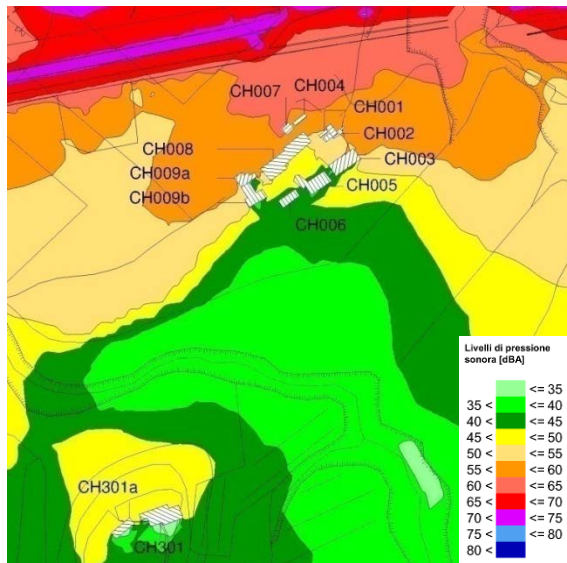 CH007
CH004
CH001
CH002
CH008
CH003
CH009a
CH005
CH009b
CH006
Livelli di pressione
sonora [dBA]
<= 35
35 < <= 40
40 < <= 45
45 < <= 50
50 < <= 55
55 < <= 60
60 < <= 65
65 < <= 70
70 < <= 75
75 < <= 80
80 <
CH301a
CH301